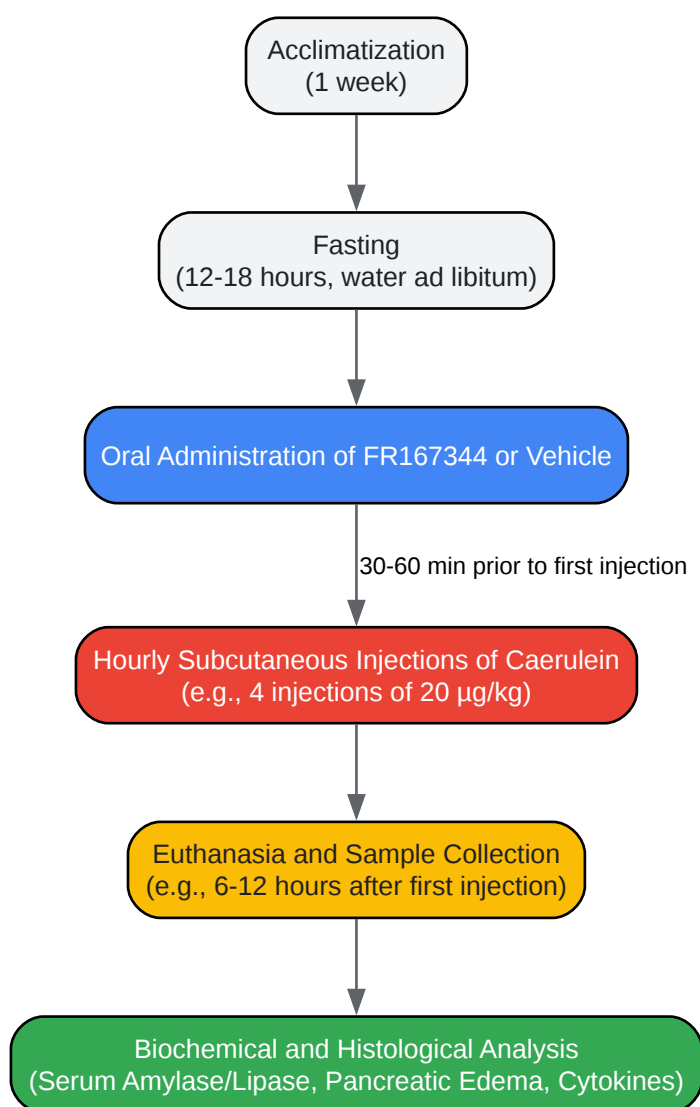 Acclimatization
(1 week)
Fasting
(12-18 hours, water ad libitum)
Oral Administration of FR167344 or Vehicle
30-60 min prior to first injection
Hourly Subcutaneous Injections of Caerulein
(e.g., 4 injections of 20 µg/kg)
Euthanasia and Sample Collection
(e.g., 6-12 hours after first injection)
Biochemical and Histological Analysis
(Serum Amylase/Lipase, Pancreatic Edema, Cytokines)